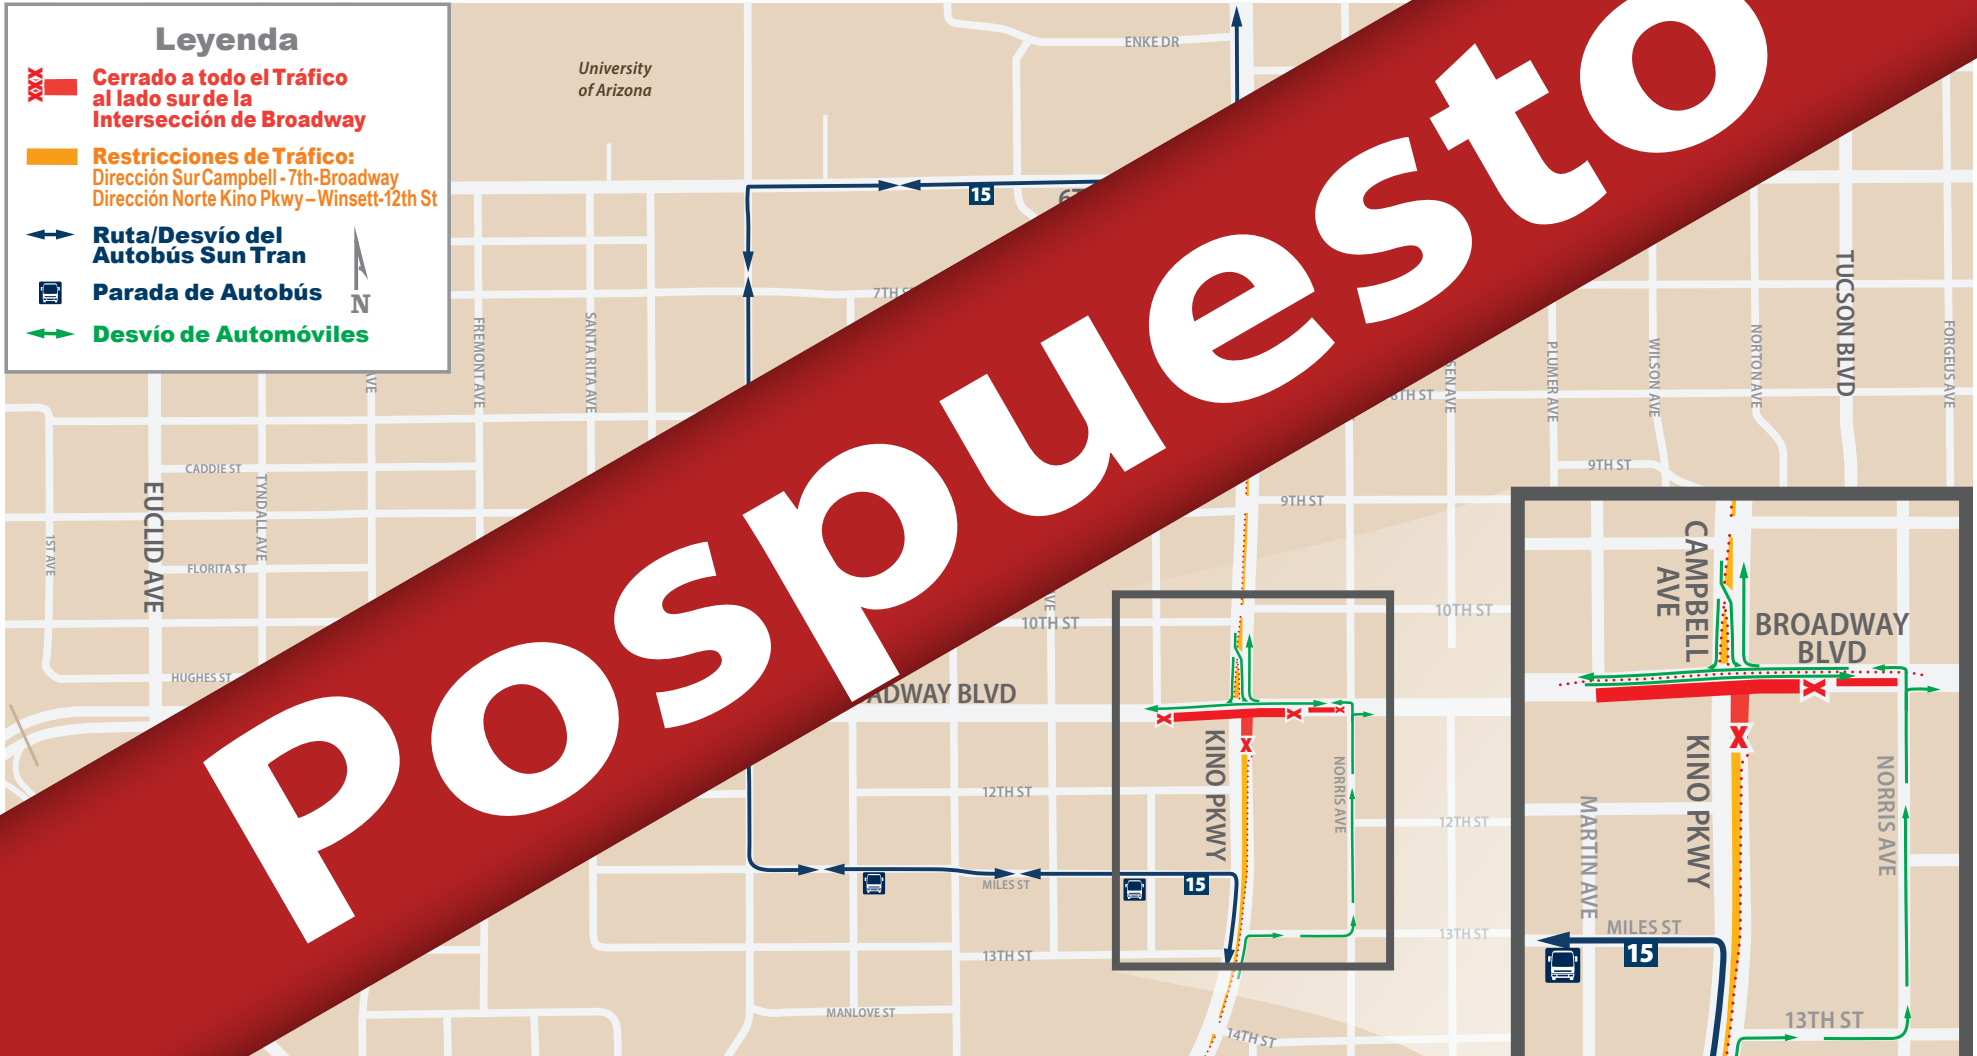 Leyenda
Cerrado a todo el Tráfico
al lado sur de la
Intersección de Broadway
Restricciones de Tráfico:
Dirección Sur Campbell - 7th-Broadway
Dirección Norte Kino Pkwy – Winsett-12th St
Ruta/Desvío del
Autobús Sun Tran
N
Parada de Autobús
Desvío de Automóviles
University
of Arizona
ENKE DR
15
7TH
Pospuesto
FREMONT AVE
SANTA RITA AVE
AVE
CADDIE ST
TYNDALL AVE
EUCLID AVE
1ST AVE
FLORITA ST
HUGHES ST
TUCSON BLVD
PLUMER AVE
WILSON AVE
NORTON AVE
FORGEUS AVE
8TH ST
9TH ST
9TH ST
10TH ST
10TH ST
ADWAY BLVD
KINO PKWY
NORRIS AVE
12TH ST
12TH ST
MILES ST
15
13TH ST
13TH ST
MANLOVE ST
14TH ST
CAMPBELL
AVE
BROADWAY
BLVD
KINO PKWY
MARTIN AVE
NORRIS AVE
MILES ST
15
13TH ST